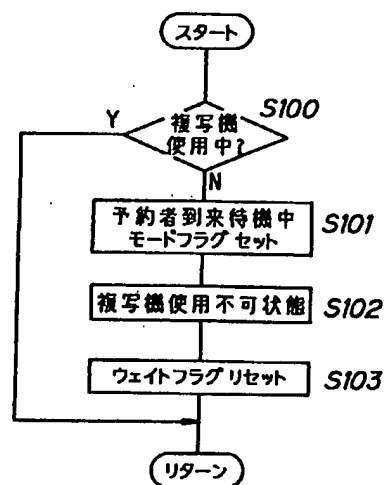 スタート
S100
Y
複写機
使用中?
N
予約者到来待機中
モードフラグ セット
S101
複写機使用不可状態
S102
ウェイトフラグ リセット
S103
リターン